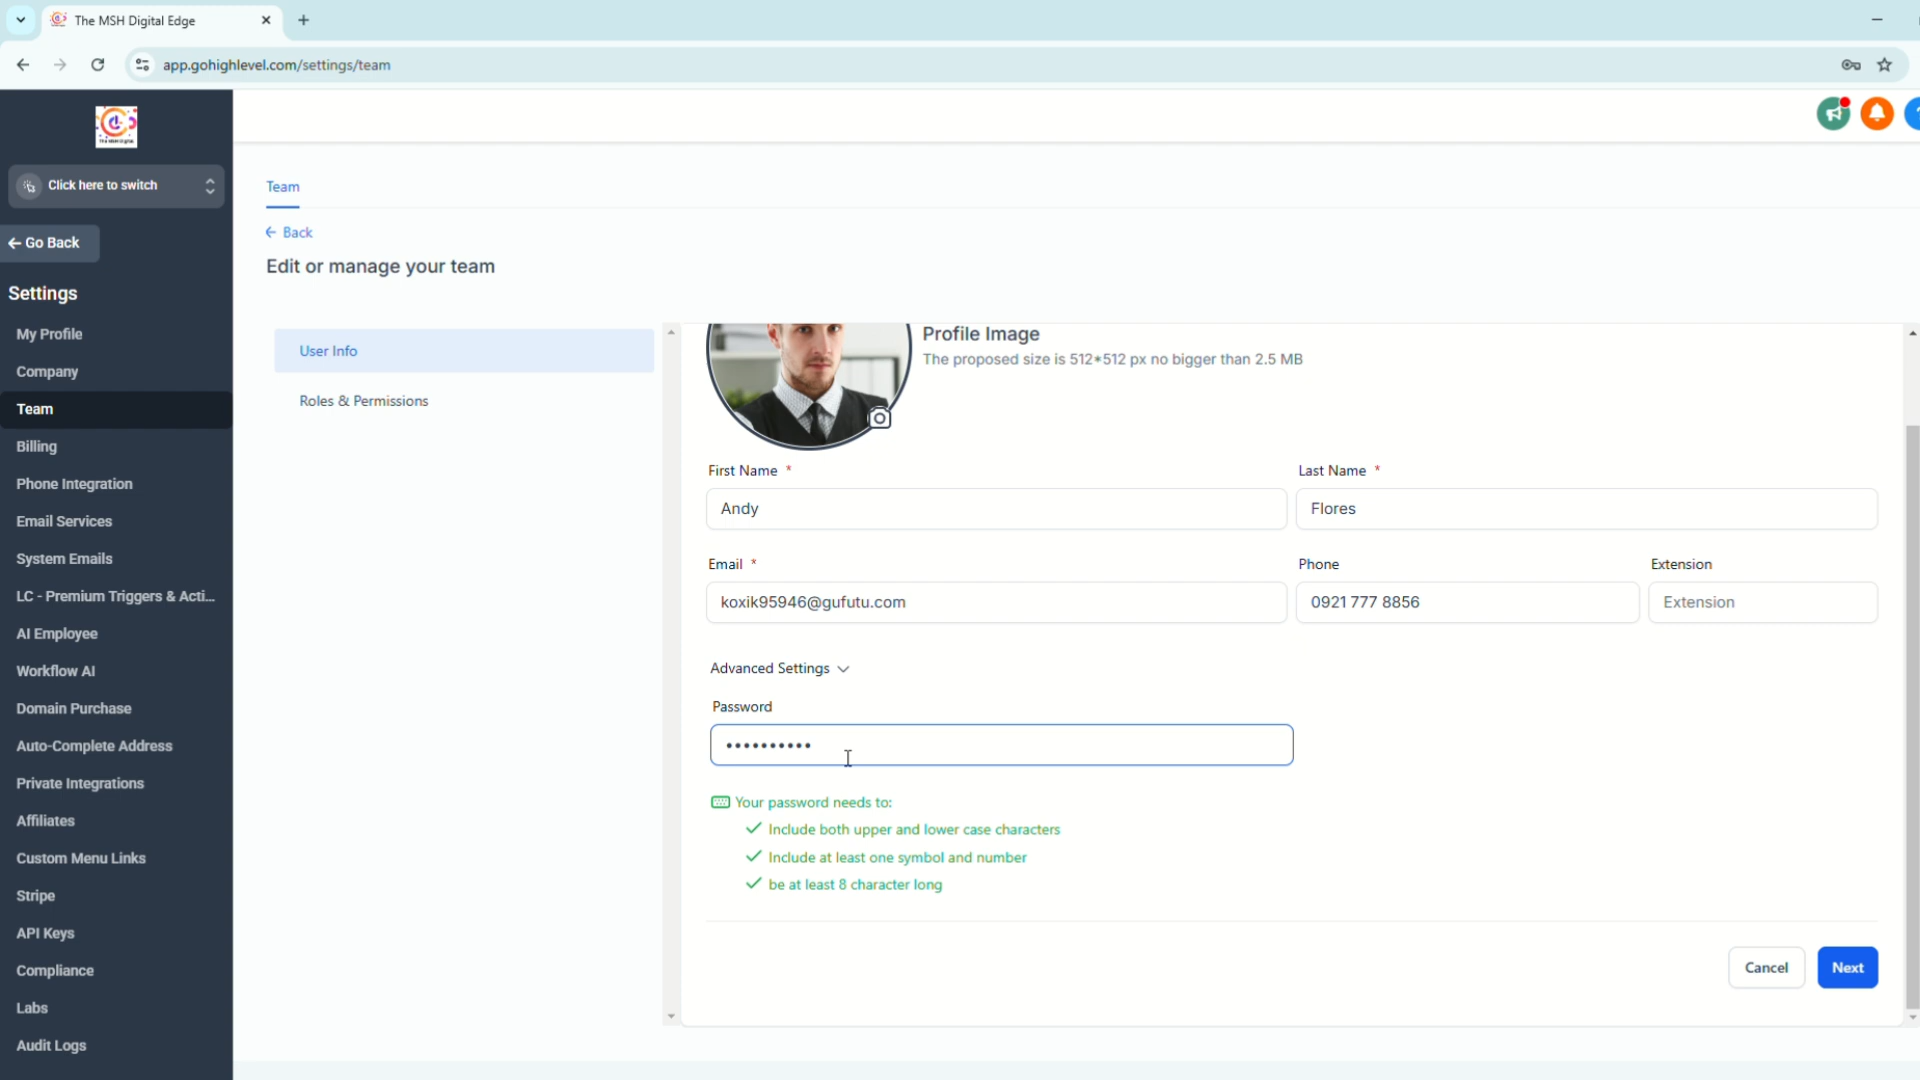 The MSH Digital Edge
app.gohighlevel.com/settings/team
Click here to switch
Go Back
Settings
My Profile
Company
Team
Billing
Phone Integration
Email Services
System Emails
LC - Premium Triggers & Acti...
AI Employee
Workflow AI
Domain Purchase
Auto-Complete Address
Private Integrations
Affiliates
Custom Menu Links
Stripe
API Keys
Compliance
Labs
Audit Logs
Team
Back
Edit or manage your team
User Info
Roles & Permissions
Profile Image
The proposed size is 512*512 px no bigger than 2.5 MB
First Name * Last Name *
Andy Flores
Email * Phone Extension
koxik95946@gufutu.com 0921 777 8856 Extension
Advanced Settings
Password
••••••••••
Your password needs to:
Include both upper and lower case characters
Include at least one symbol and number
be at least 8 character long
Cancel Next